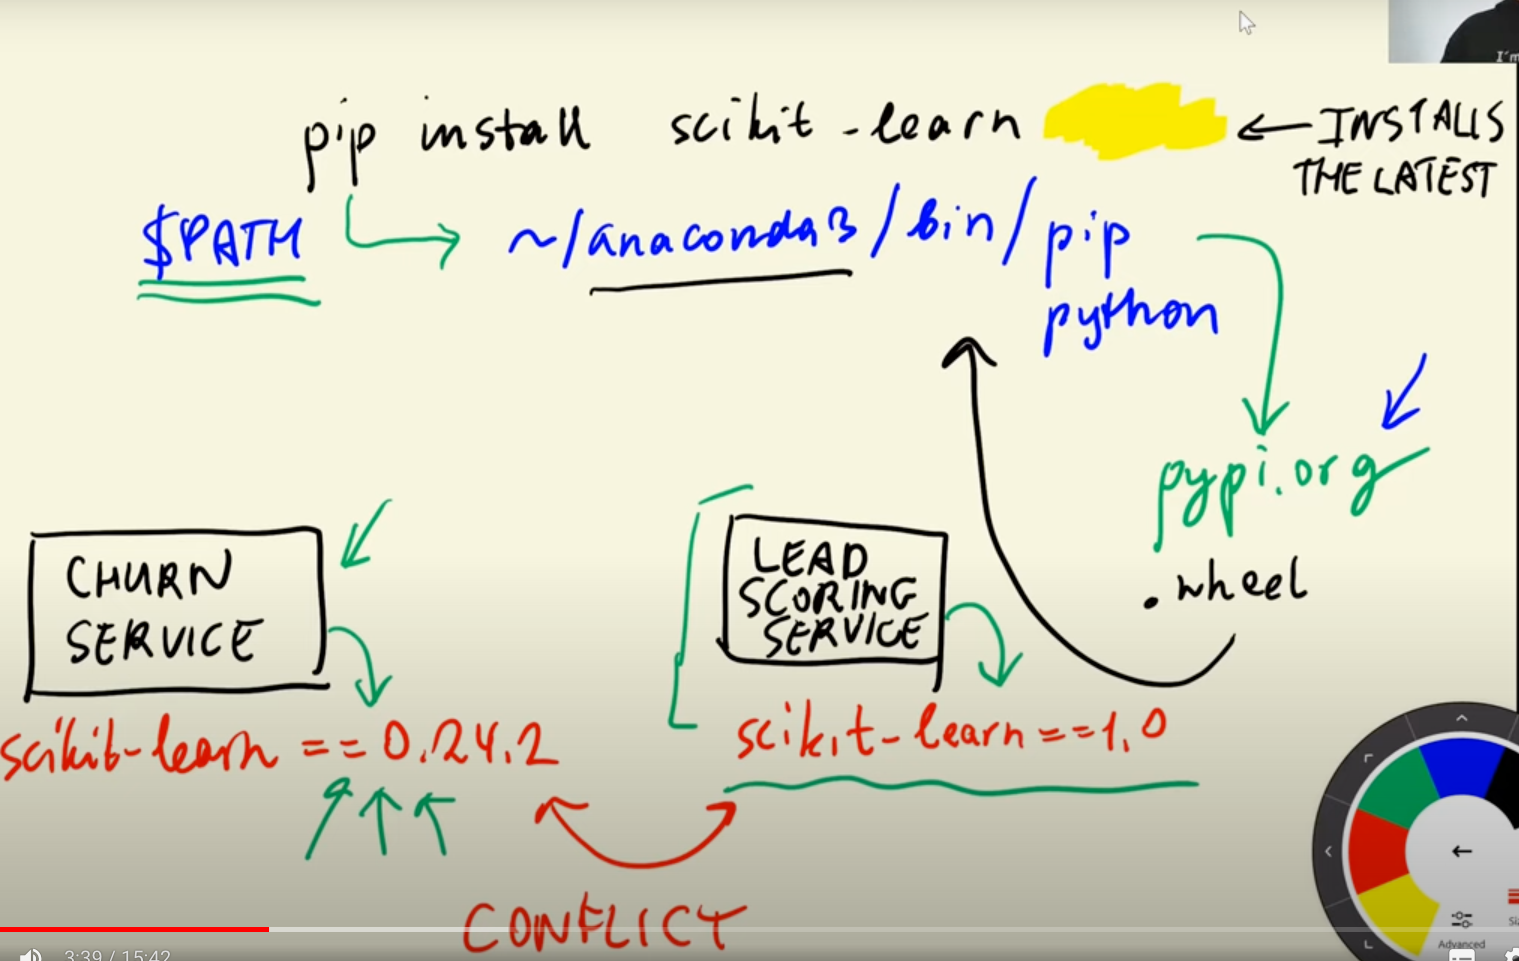 I'm
pip install scikit-learn ← INSTALLS
THE LATEST
$PATH ~/anaconda3/bin/pip
python
pypi.org
.wheel
CHURN
SERVICE
LEAD
SCORING
SERVICE
scikit-learn==0.24.2
scikit-learn==1.0
CONFLICT
3:39 / 15:42
Advanced